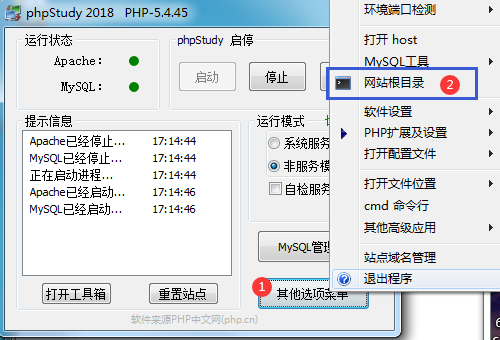 phpStudy 2018 PHP-5.4.45
运行状态
Apache:
MySQL:
phpStudy 启停
启动
停止
提示信息
Apache已经停止... 17:14:44
MySQL已经停止... 17:14:44
正在启动进程... 17:14:44
Apache已经启动... 17:14:46
MySQL已经启动... 17:14:46
运行模式
系统服务
非服务模
自检服务
MySQL管理
打开工具箱
重置站点
1
其他选项菜单
软件来源PHP中文网(php.cn)
环境端口检测
打开 host
MySQL工具
网站根目录
2
软件设置
PHP扩展及设置
打开配置文件
打开文件位置
cmd 命令行
其他高级应用
站点域名管理
退出程序